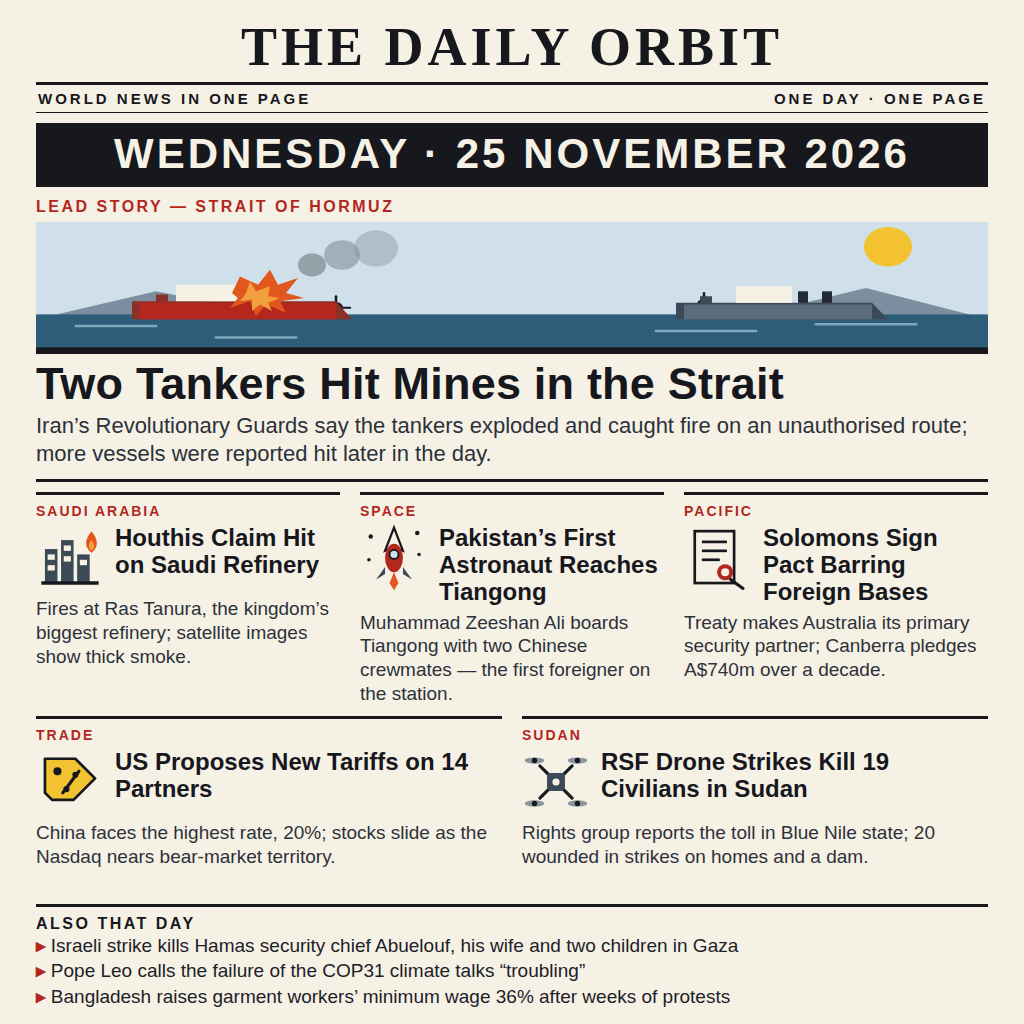 THE DAILY ORBIT
WORLD NEWS IN ONE PAGE
ONE DAY · ONE PAGE
WEDNESDAY · 25 NOVEMBER 2026
LEAD STORY — STRAIT OF HORMUZ
Two Tankers Hit Mines in the Strait
Iran’s Revolutionary Guards say the tankers exploded and caught fire on an unauthorised route;
more vessels were reported hit later in the day.
SAUDI ARABIA
Houthis Claim Hit
on Saudi Refinery
Fires at Ras Tanura, the kingdom’s
biggest refinery; satellite images
show thick smoke.
SPACE
Pakistan’s First
Astronaut Reaches
Tiangong
Muhammad Zeeshan Ali boards
Tiangong with two Chinese
crewmates — the first foreigner on
the station.
PACIFIC
Solomons Sign
Pact Barring
Foreign Bases
Treaty makes Australia its primary
security partner; Canberra pledges
A$740m over a decade.
TRADE
US Proposes New Tariffs on 14
Partners
China faces the highest rate, 20%; stocks slide as the
Nasdaq nears bear-market territory.
SUDAN
RSF Drone Strikes Kill 19
Civilians in Sudan
Rights group reports the toll in Blue Nile state; 20
wounded in strikes on homes and a dam.
ALSO THAT DAY
▶ Israeli strike kills Hamas security chief Abuelouf, his wife and two children in Gaza
▶ Pope Leo calls the failure of the COP31 climate talks “troubling”
▶ Bangladesh raises garment workers’ minimum wage 36% after weeks of protests